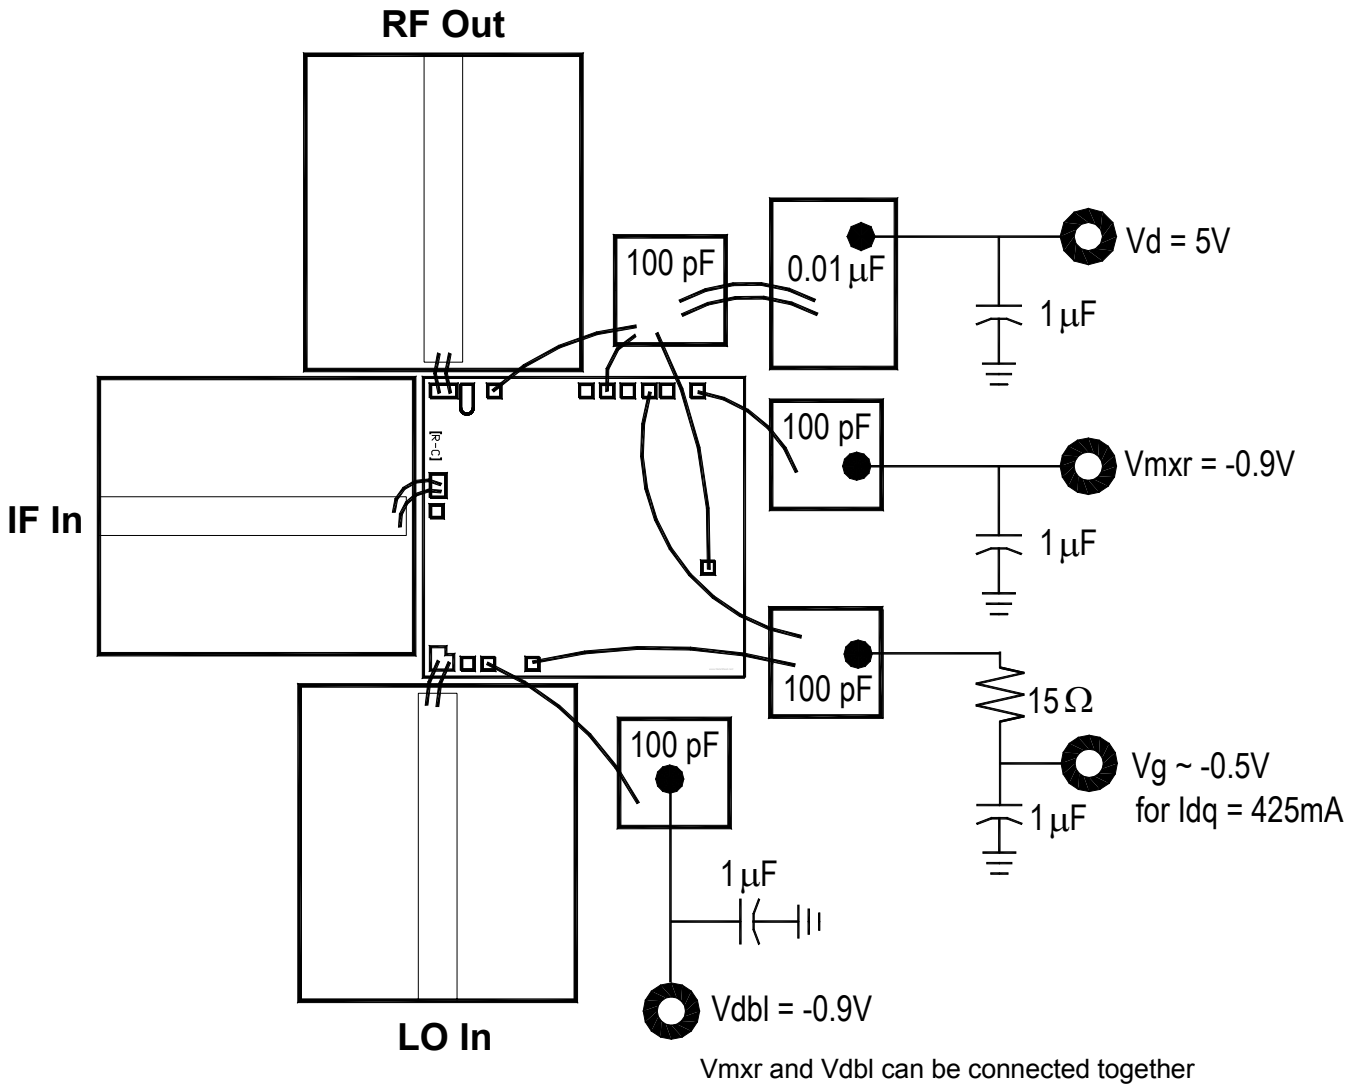 RF Out
100 pF
0.01 µF
Vd = 5V
1 µF
100 pF
Vmxr = -0.9V
1 µF
[R-C]
IF In
100 pF
15 Ω
Vg ~ -0.5V
for Idq = 425mA
1 µF
100 pF
1 µF
Vdbl = -0.9V
LO In
Vmxr and Vdbl can be connected together